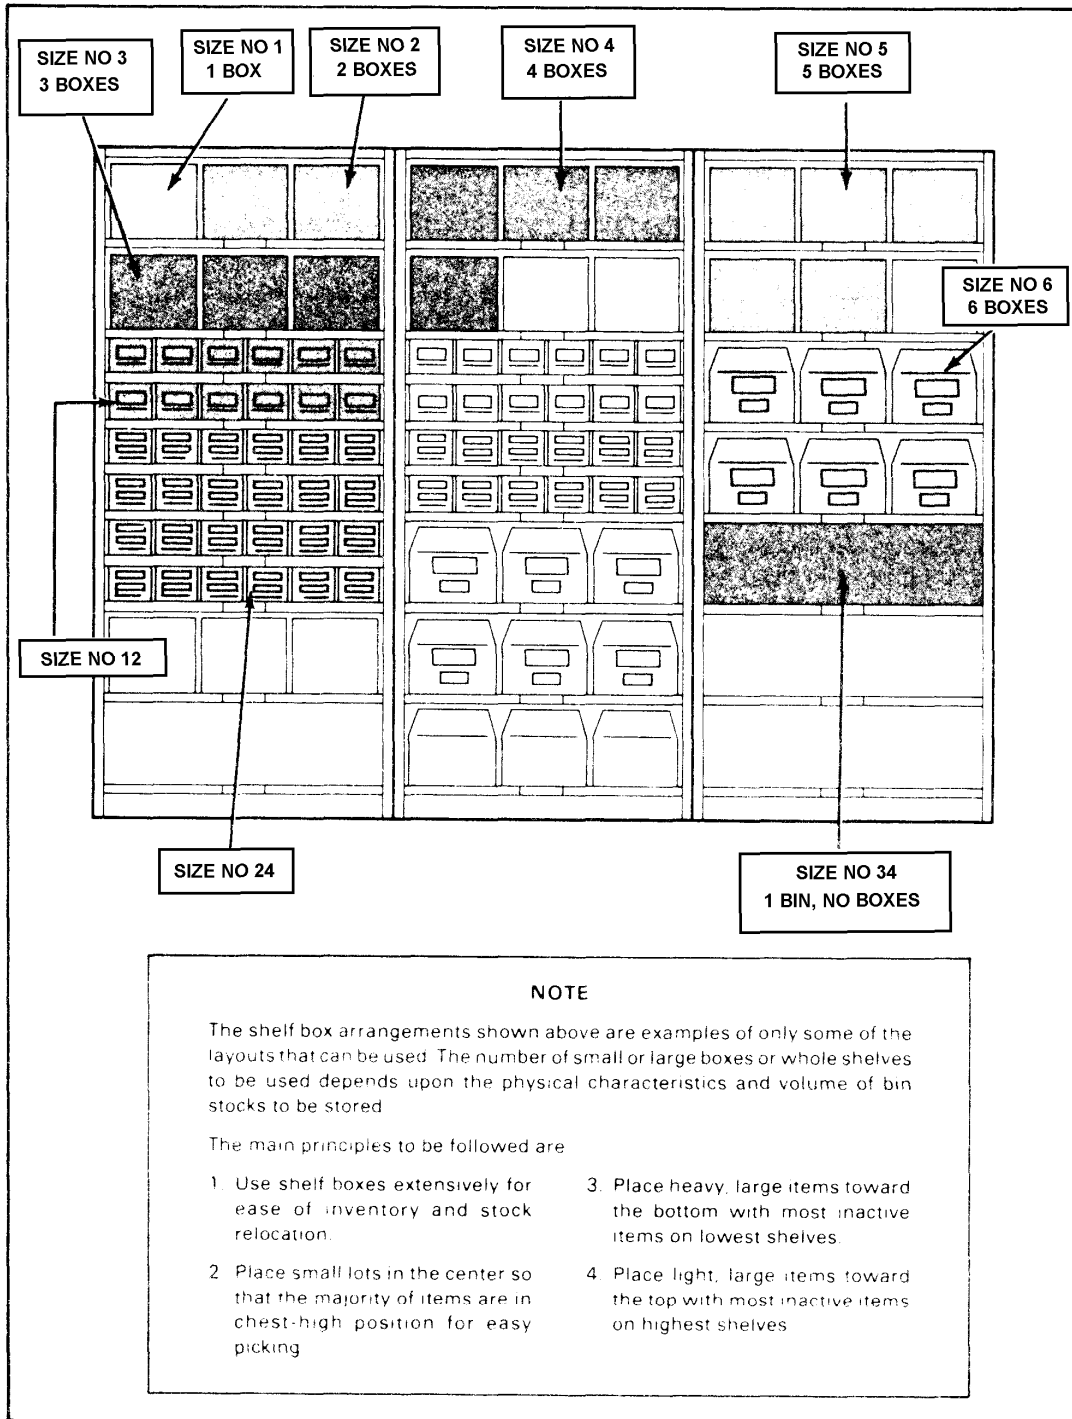 SIZE NO 3
3 BOXES
SIZE NO 1
1 BOX
SIZE NO 2
2 BOXES
SIZE NO 4
4 BOXES
SIZE NO 5
5 BOXES
SIZE NO 6
6 BOXES
SIZE NO 12
SIZE NO 24
SIZE NO 34
1 BIN, NO BOXES
NOTE
The shelf box arrangements shown above are examples of only some of the
layouts that can be used The number of small or large boxes or whole shelves
to be used depends upon the physical characteristics and volume of bin
stocks to be stored
The main principles to be followed are
1. Use shelf boxes extensively for
ease of inventory and stock
relocation.
2 Place small lots in the center so
that the majority of items are in
chest-high position for easy
picking
3. Place heavy, large items toward
the bottom with most inactive
items on lowest shelves.
4. Place light, large items toward
the top with most inactive items
on highest shelves